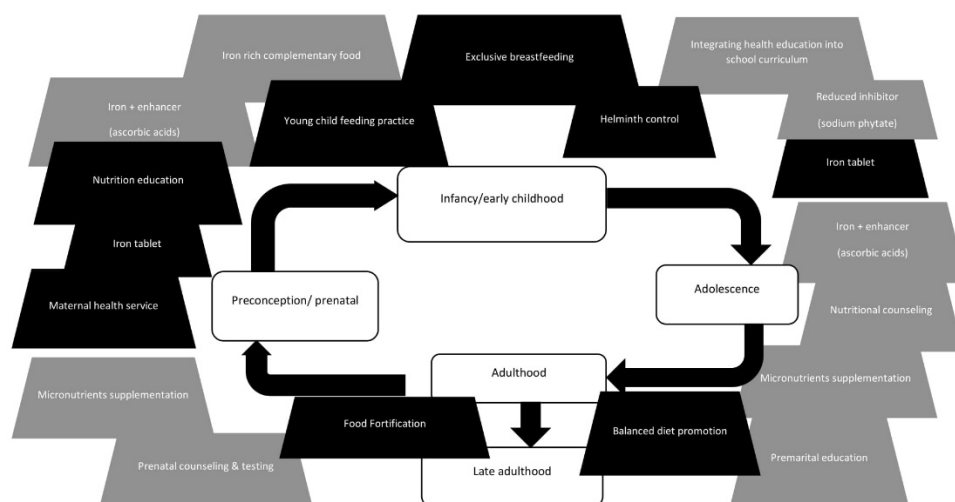 Iron rich complementary food
Exclusive breastfeeding
Integrating health education into
school curriculum
Iron + enhancer
(ascorbic acids)
Young child feeding practice
Helminth control
Reduced inhibitor
(sodium phytate)
Nutrition education
Infancy/early childhood
Iron tablet
Iron tablet
Iron + enhancer
(ascorbic acids)
Maternal health service
Preconception/ prenatal
Adolescence
Nutritional counseling
Micronutrients supplementation
Adulthood
Micronutrients supplementation
Food Fortification
Balanced diet promotion
Prenatal counseling & testing
Late adulthood
Premarital education